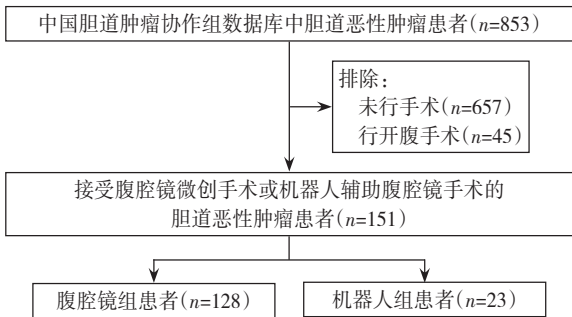 中国胆道肿瘤协作组数据库中胆道恶性肿瘤患者(n=853)
排除：
未行手术(n=657)
行开腹手术(n=45)
接受腹腔镜微创手术或机器人辅助腹腔镜手术的
胆道恶性肿瘤患者(n=151)
腹腔镜组患者(n=128)
机器人组患者(n=23)